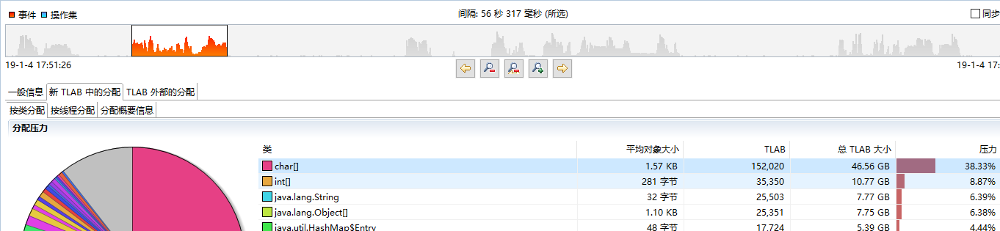 事件 操作集 间隔: 56 秒 317 毫秒 (所选) 同步
19-1-4 17:51:26 19-1-4 17:
一般信息 新 TLAB 中的分配 TLAB 外部的分配
按类分配 按线程分配 分配概要信息
分配压力
类 平均对象大小 TLAB 总 TLAB 大小 压力
char[] 1.57 KB 152,020 46.56 GB 38.33%
int[] 281 字节 35,350 10.77 GB 8.87%
java.lang.String 32 字节 25,503 7.77 GB 6.39%
java.lang.Object[] 1.10 KB 25,351 7.75 GB 6.38%
java.util.HashMap$Entry 48 字节 17,724 5.39 GB 4.44%